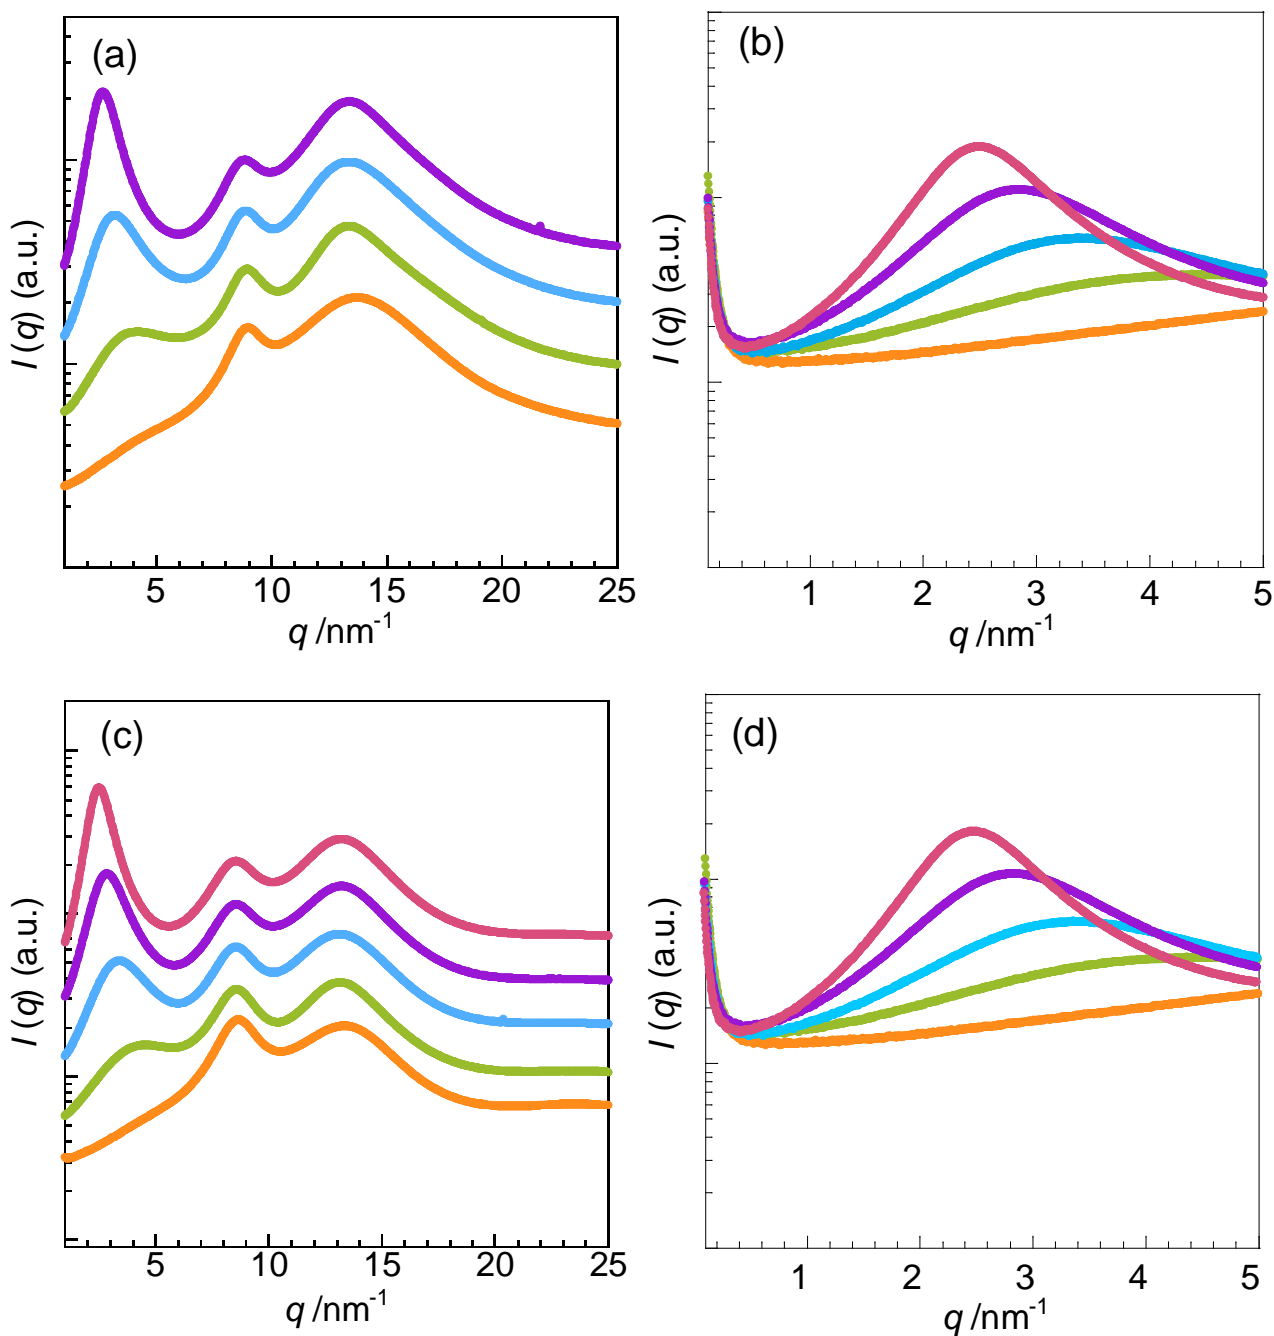 (a)
I (q) (a.u.)
5 10 15 20 25
q /nm-1
(b)
I (q) (a.u.)
1 2 3 4 5
q /nm-1
(c)
I (q) (a.u.)
5 10 15 20 25
q /nm-1
(d)
I (q) (a.u.)
1 2 3 4 5
q /nm-1